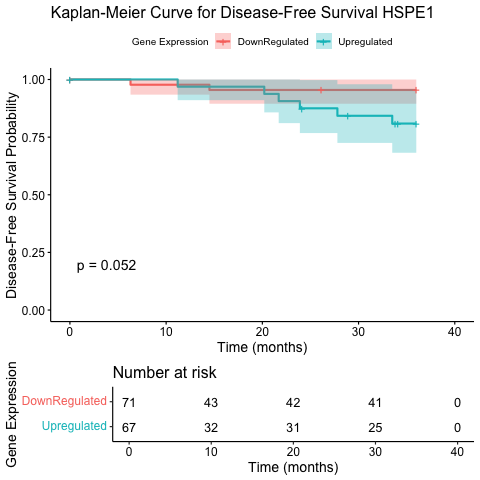 Kaplan-Meier Curve for Disease-Free Survival HSPE1
Gene Expression DownRegulated Upregulated
Disease-Free Survival Probability
1.00
0.75
0.50
0.25
0.00
p = 0.052
0 10 20 30 40
Time (months)
Number at risk
Gene Expression
DownRegulated 71 43 42 41 0
Upregulated 67 32 31 25 0
0 10 20 30 40
Time (months)